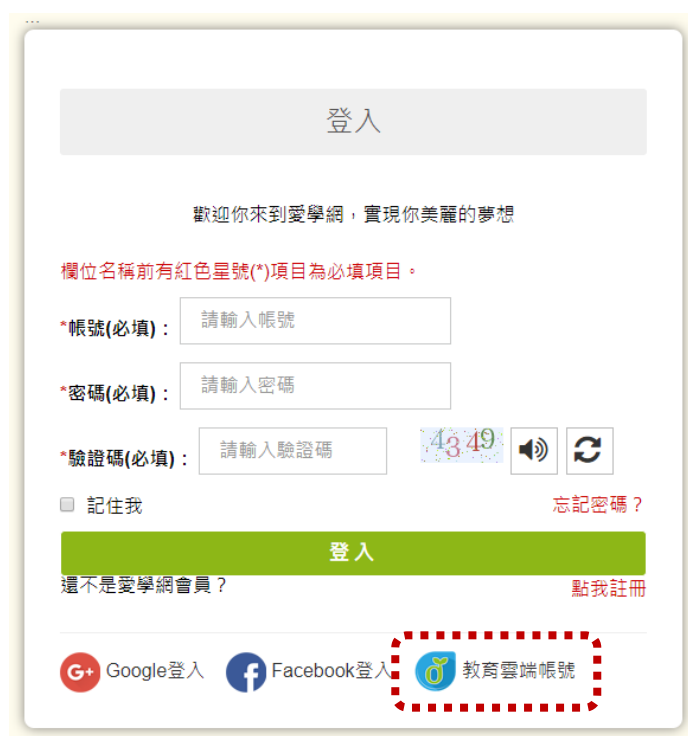 ...
登入
歡迎你來到愛學網，實現你美麗的夢想
欄位名稱前有紅色星號(*)項目為必填項目。
*帳號(必填)： 請輸入帳號
*密碼(必填)： 請輸入密碼
*驗證碼(必填)： 請輸入驗證碼 4349
記住我 忘記密碼？
登入
還不是愛學網會員？ 點我註冊
G+ Google登入 f Facebook登入 教育雲端帳號